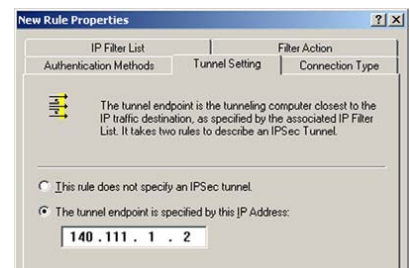 New Rule Properties ? X
IP Filter List Filter Action
Authentication Methods Tunnel Setting Connection Type
The tunnel endpoint is the tunneling computer closest to the
IP traffic destination, as specified by the associated IP Filter
List. It takes two rules to describe an IPSec Tunnel.
This rule does not specify an IPSec tunnel.
The tunnel endpoint is specified by this IP Address:
140 . 111 . 1 . 2